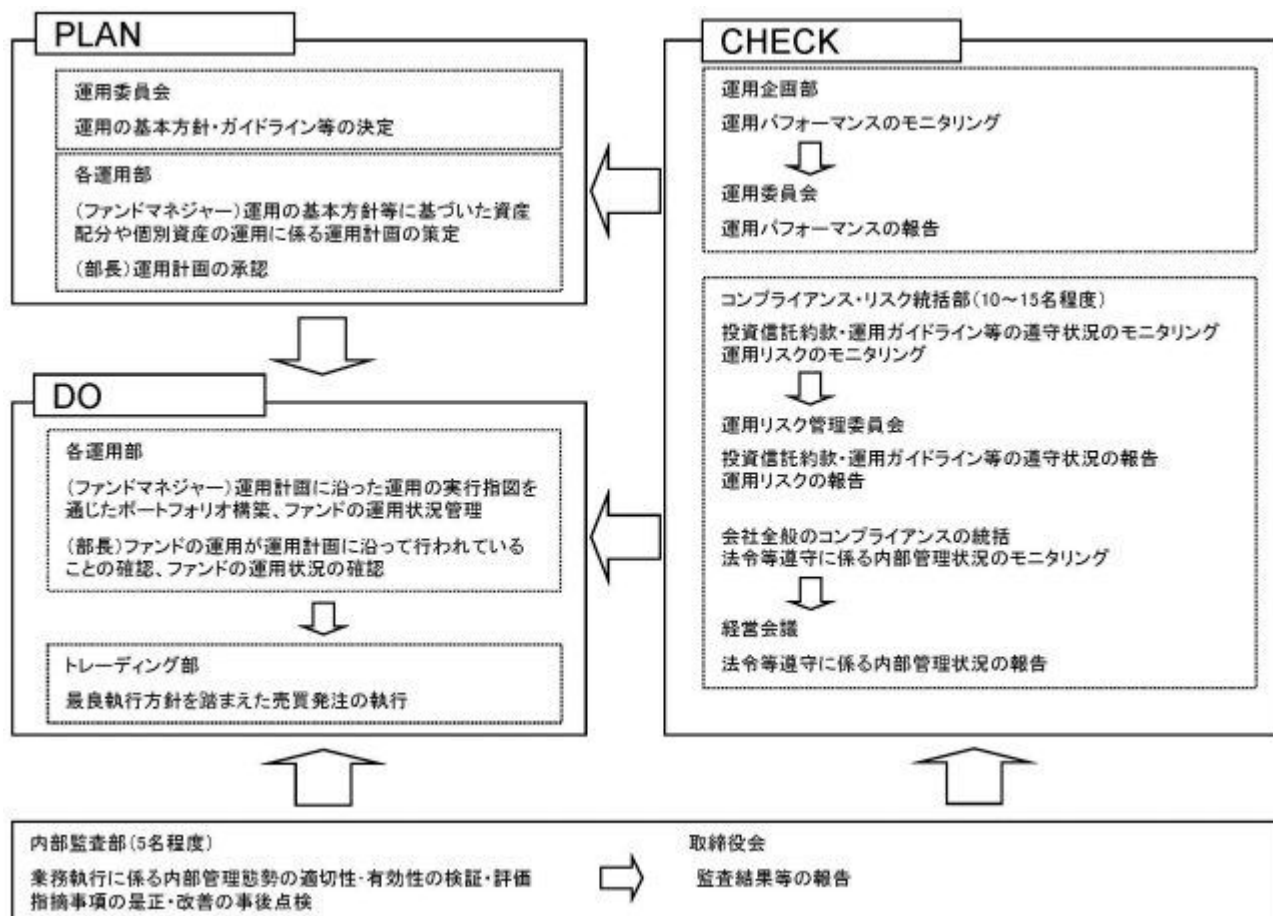 PLAN
運用委員会
運用の基本方針・ガイドライン等の決定
各運用部
(ファンドマネジャー)運用の基本方針等に基づいた資産
配分や個別資産の運用に係る運用計画の策定
(部長)運用計画の承認
DO
各運用部
(ファンドマネジャー)運用計画に沿った運用の実行指図を
通じたポートフォリオ構築、ファンドの運用状況管理
(部長)ファンドの運用が運用計画に沿って行われている
ことの確認、ファンドの運用状況の確認
トレーディング部
最良執行方針を踏まえた売買発注の執行
CHECK
運用企画部
運用パフォーマンスのモニタリング
運用委員会
運用パフォーマンスの報告
コンプライアンス・リスク統括部(10~15名程度)
投資信託約款・運用ガイドライン等の遵守状況のモニタリング
運用リスクのモニタリング
運用リスク管理委員会
投資信託約款・運用ガイドライン等の遵守状況の報告
運用リスクの報告
会社全般のコンプライアンスの統括
法令等遵守に係る内部管理状況のモニタリング
経営会議
法令等遵守に係る内部管理状況の報告
内部監査部(5名程度)
業務執行に係る内部管理態勢の適切性・有効性の検証・評価
指摘事項の是正・改善の事後点検
取締役会
監査結果等の報告